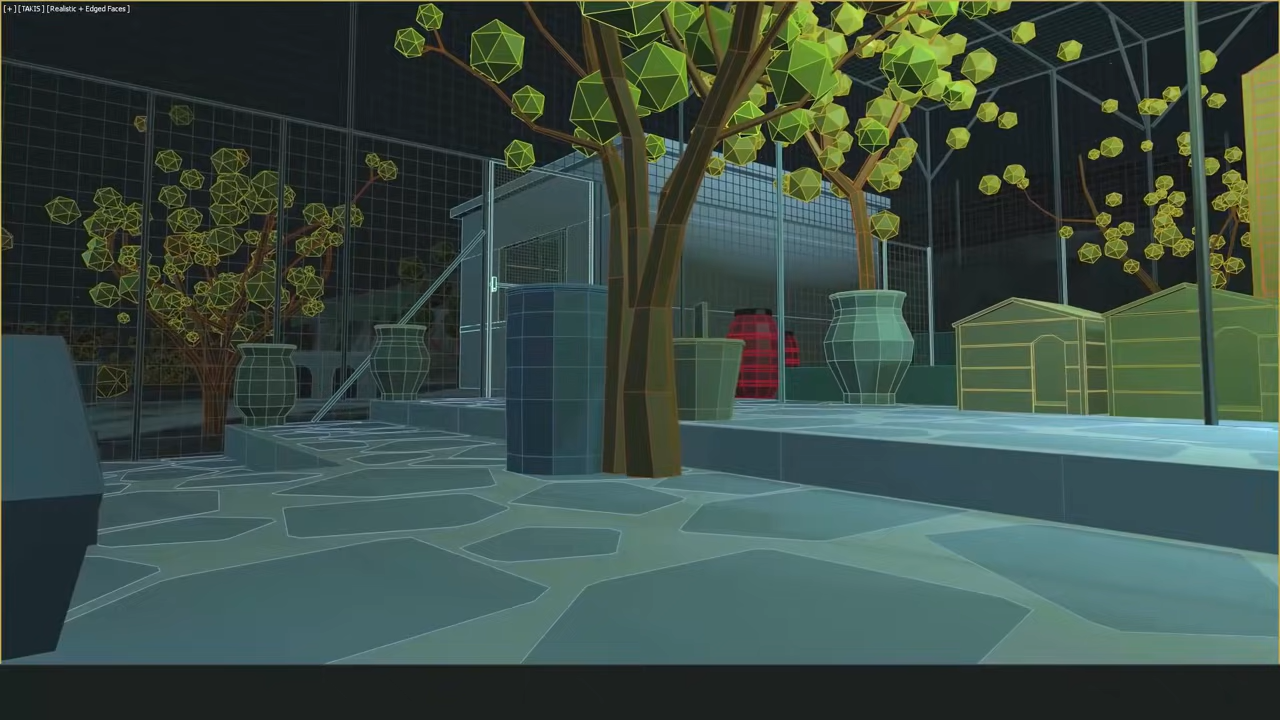 [ + ] [TAKIS ] [Realistic + Edged Faces ]